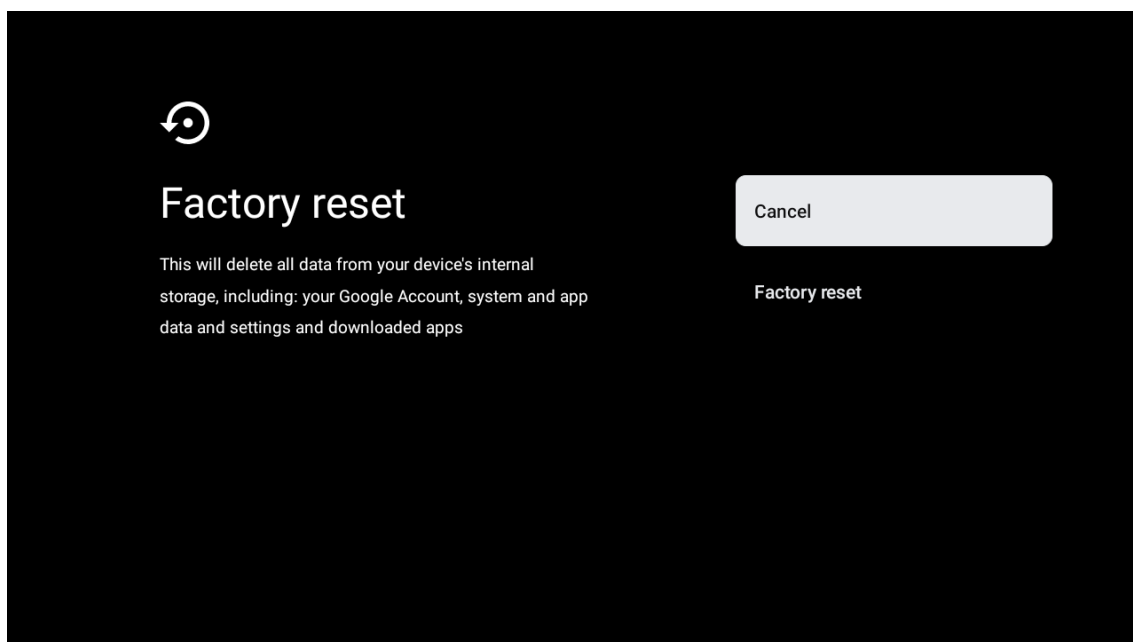 Factory reset
This will delete all data from your device's internal
storage, including: your Google Account, system and app
data and settings and downloaded apps
Cancel
Factory reset